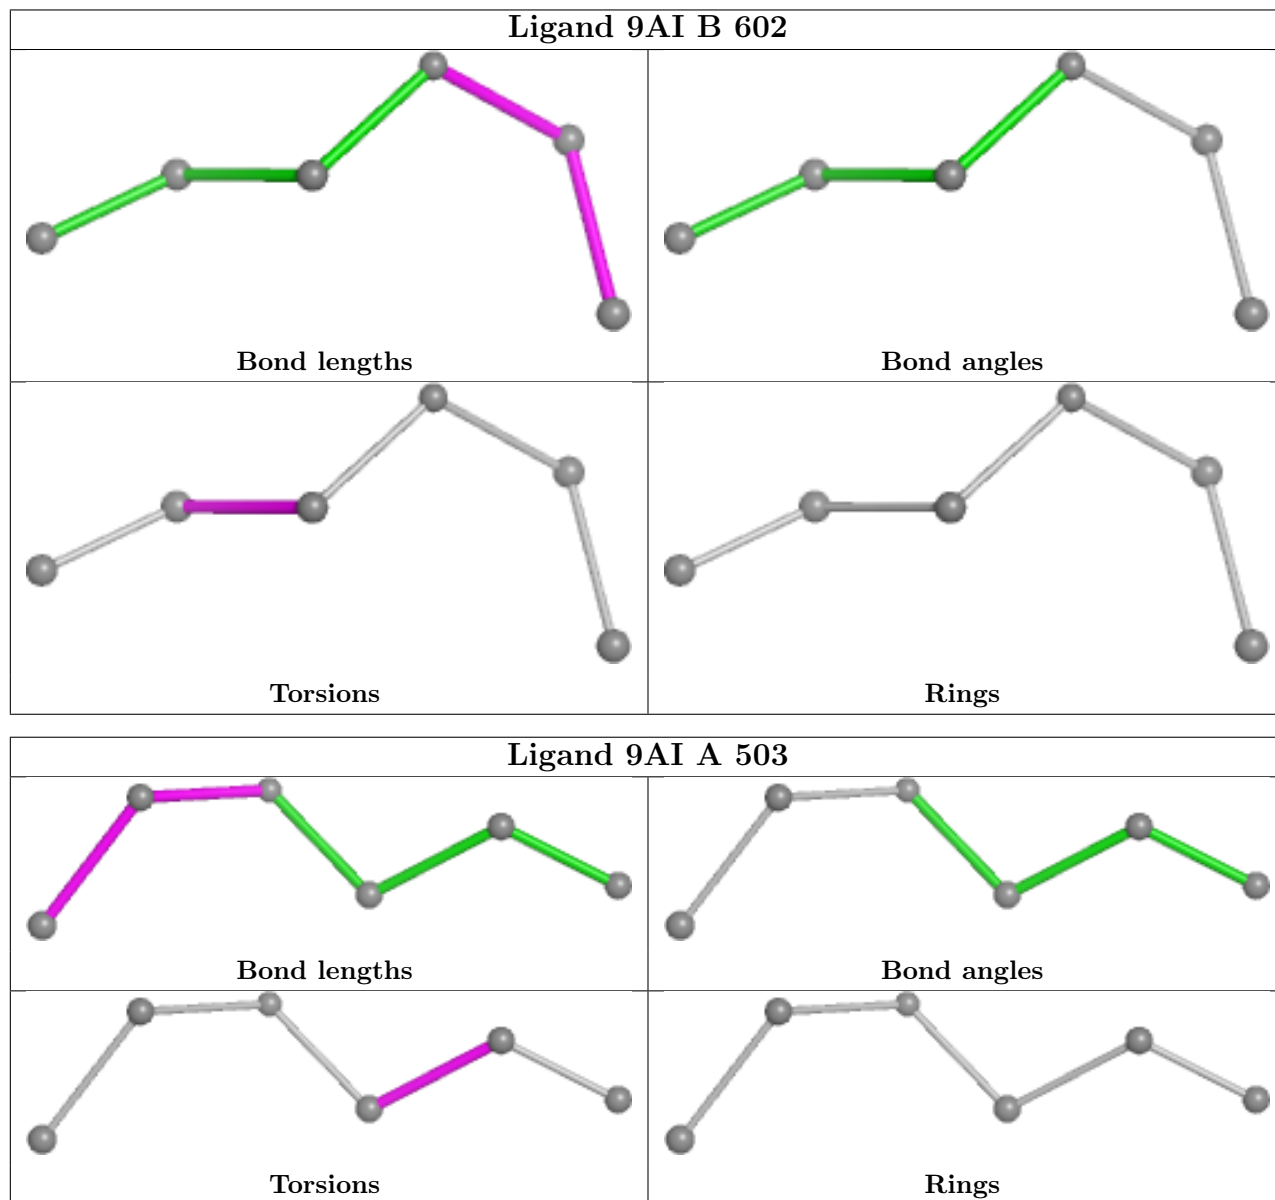 Ligand 9AI B 602
Bond lengths
Bond angles
Torsions
Rings
Ligand 9AI A 503
Bond lengths
Bond angles
Torsions
Rings